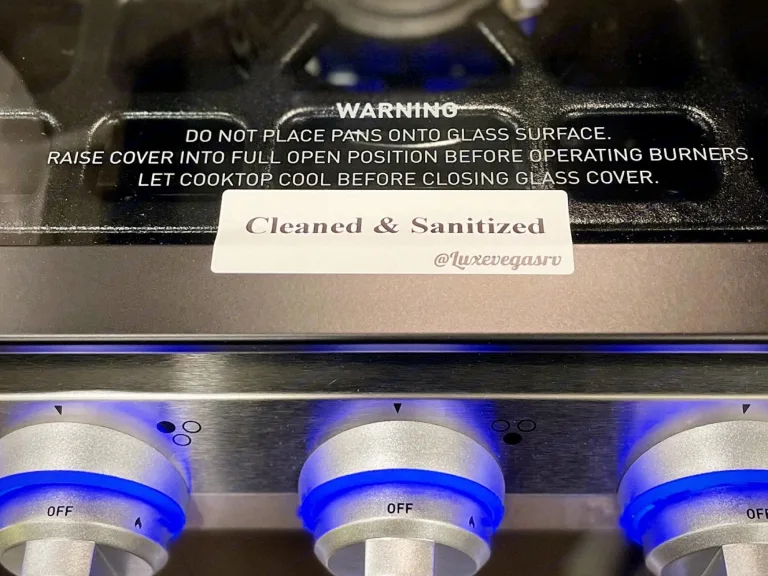 WARNING
DO NOT PLACE PANS ONTO GLASS SURFACE.
RAISE COVER INTO FULL OPEN POSITION BEFORE OPERATING BURNERS.
LET COOKTOP COOL BEFORE CLOSING GLASS COVER.
Cleaned & Sanitized
@Luxevegasrv
OFF
OFF
OFF